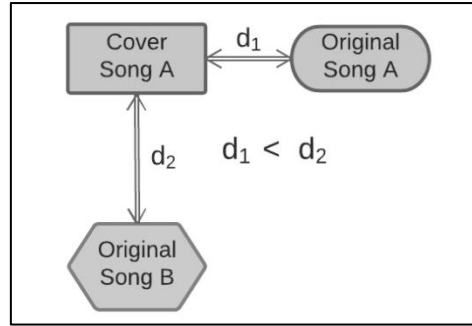 Cover
Song A
d₁
Original
Song A
d₂
d₁ < d₂
Original
Song B